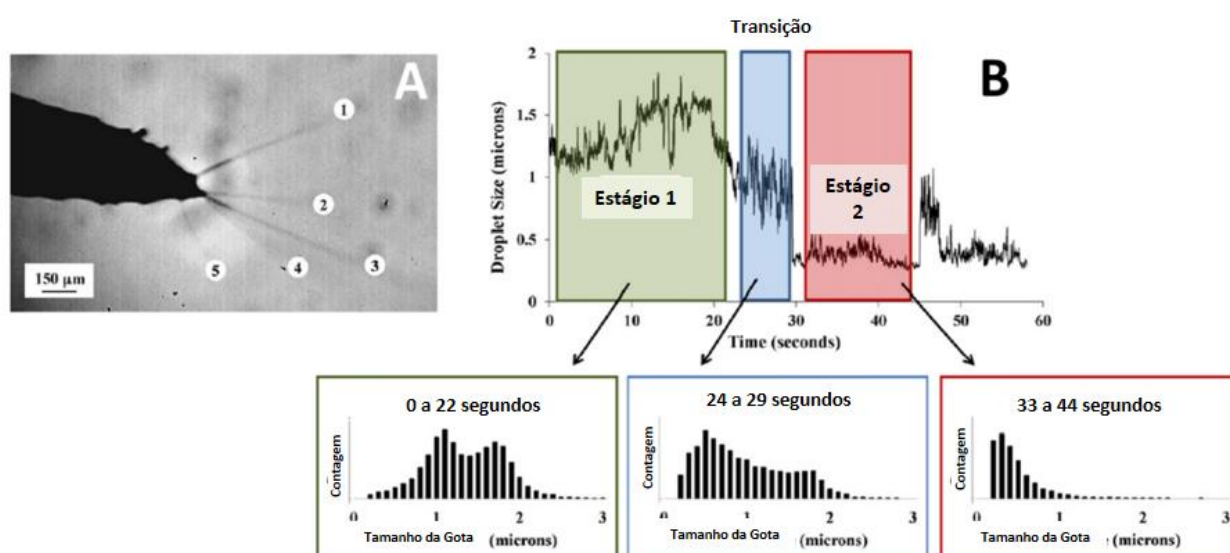 A
1
2
3
4
5
150 µm
Transição
B
Droplet Size (microns)
2
1.5
1
0.5
0
Estágio 1
Estágio
2
0
10
20
30
40
50
60
Time (seconds)
0 a 22 segundos
Contagem
0
1
2
3
Tamanho da Gota (microns)
24 a 29 segundos
Contagem
0
1
2
3
Tamanho da Gota (microns)
33 a 44 segundos
Contagem
0
1
2
3
Tamanho da Gota (microns)